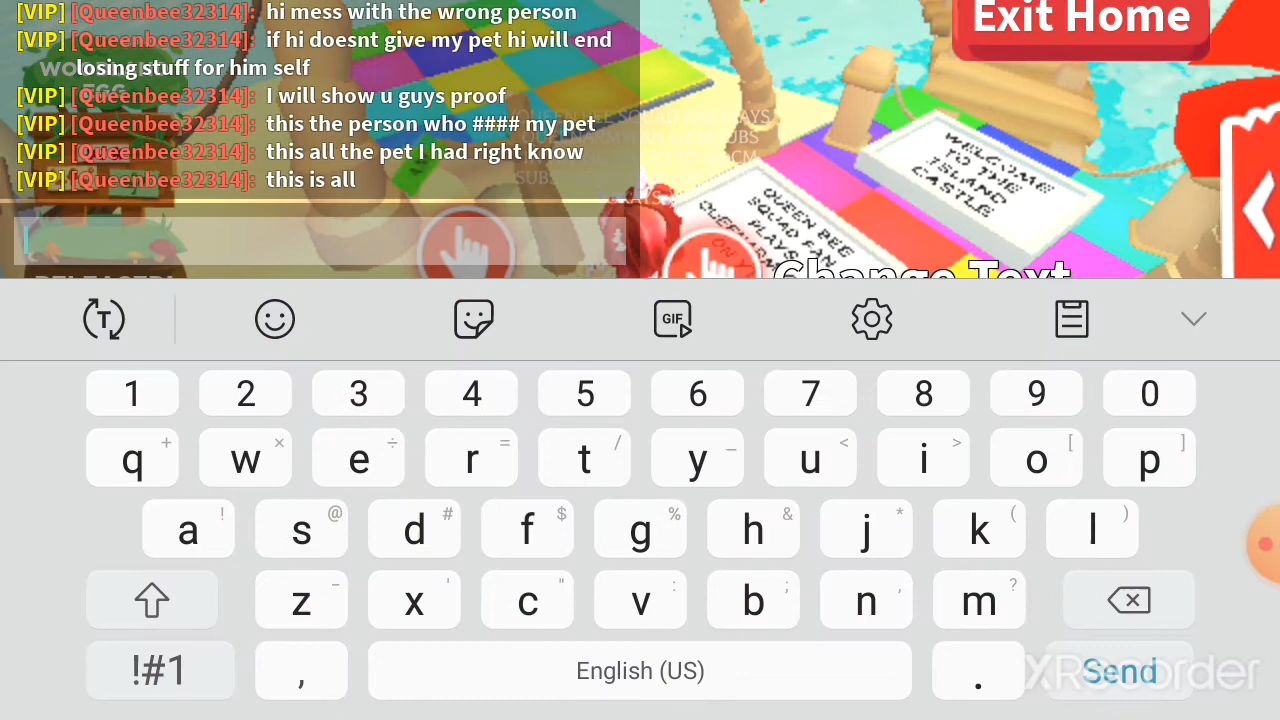 [VIP] [Queenbee32314]: hi mess with the wrong person
[VIP] [Queenbee32314]: if hi doesnt give my pet hi will end
losing stuff for him self
[VIP] [Queenbee32314]: I will show u guys proof
[VIP] [Queenbee32314]: this the person who #### my pet
[VIP] [Queenbee32314]: this all the pet I had right know
[VIP] [Queenbee32314]: this is all
Exit Home
WELCOME
TO THE
ISLAND
CASTLE
QUEEN BEE
SQUAD FAN
Change Text
T
GIF
1 2 3 4 5 6 7 8 9 0
q + w × e ÷ r = t / y _ u < i > o [ p ]
a ! s @ d # f $ g % h & j * k ( l )
z - x ' c " v : b ; n , m ?
!#1 , English (US) . Send
XRecorder